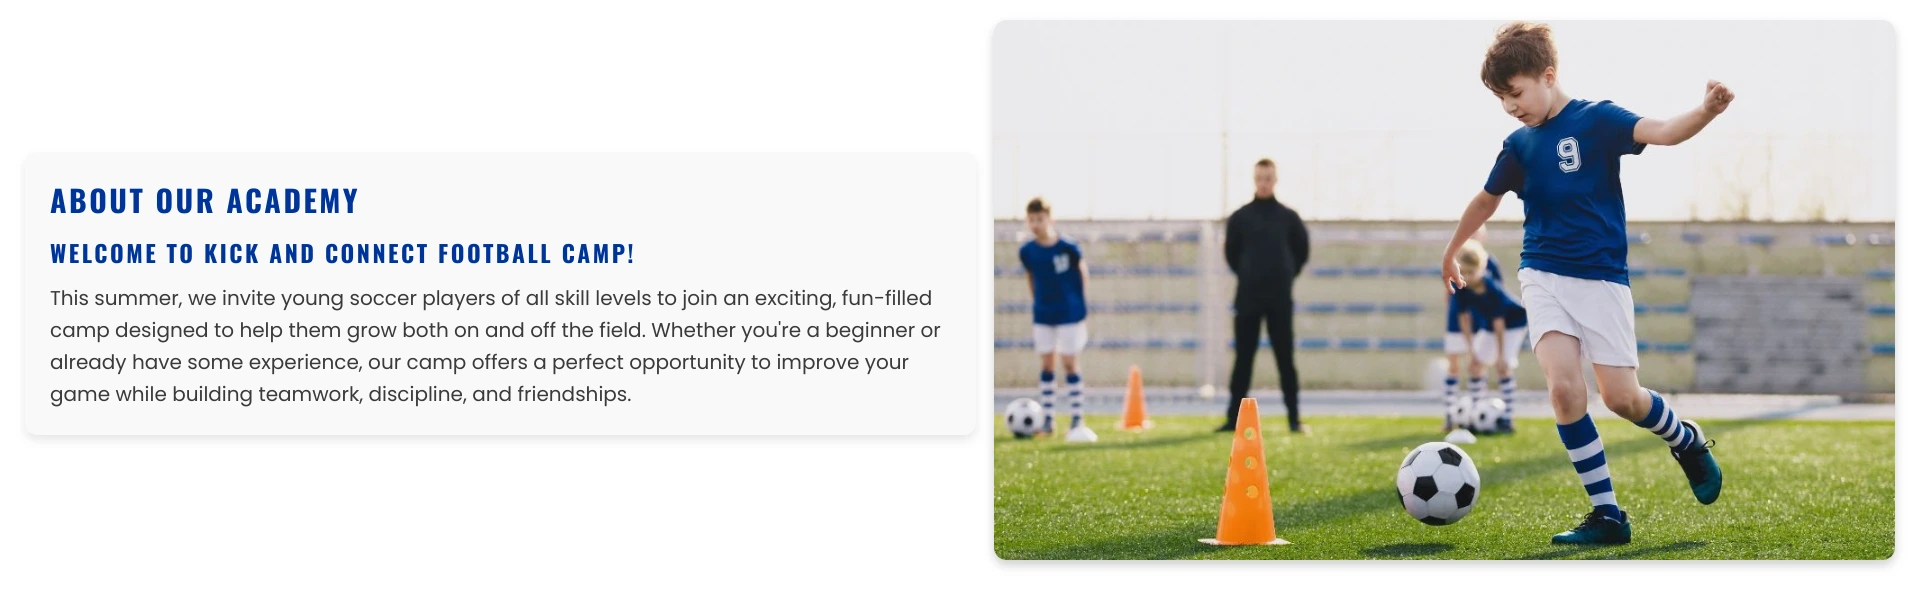 ABOUT OUR ACADEMY
WELCOME TO KICK AND CONNECT FOOTBALL CAMP!
This summer, we invite young soccer players of all skill levels to join an exciting, fun-filled
camp designed to help them grow both on and off the field. Whether you're a beginner or
already have some experience, our camp offers a perfect opportunity to improve your
game while building teamwork, discipline, and friendships.
9